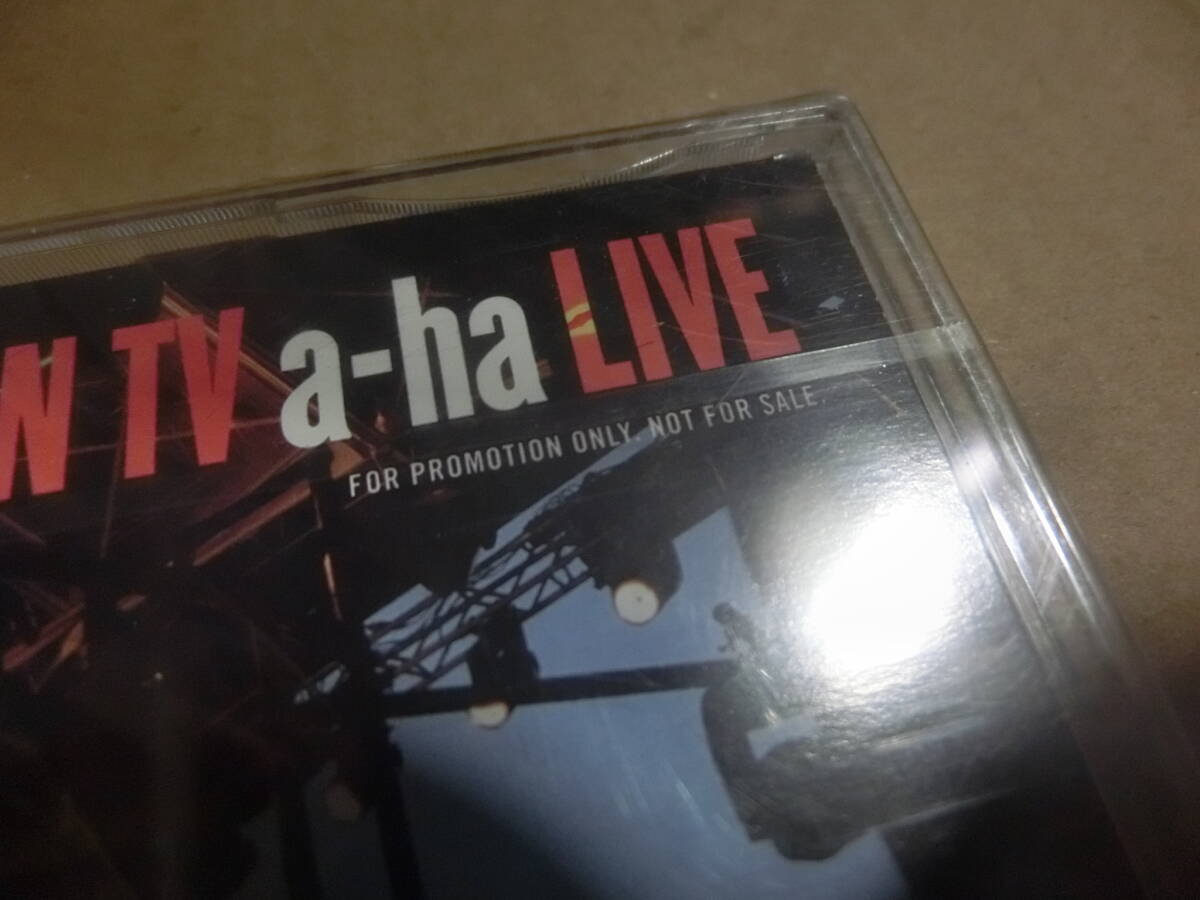 N TV a-ha LIVE
FOR PROMOTION ONLY. NOT FOR SALE.